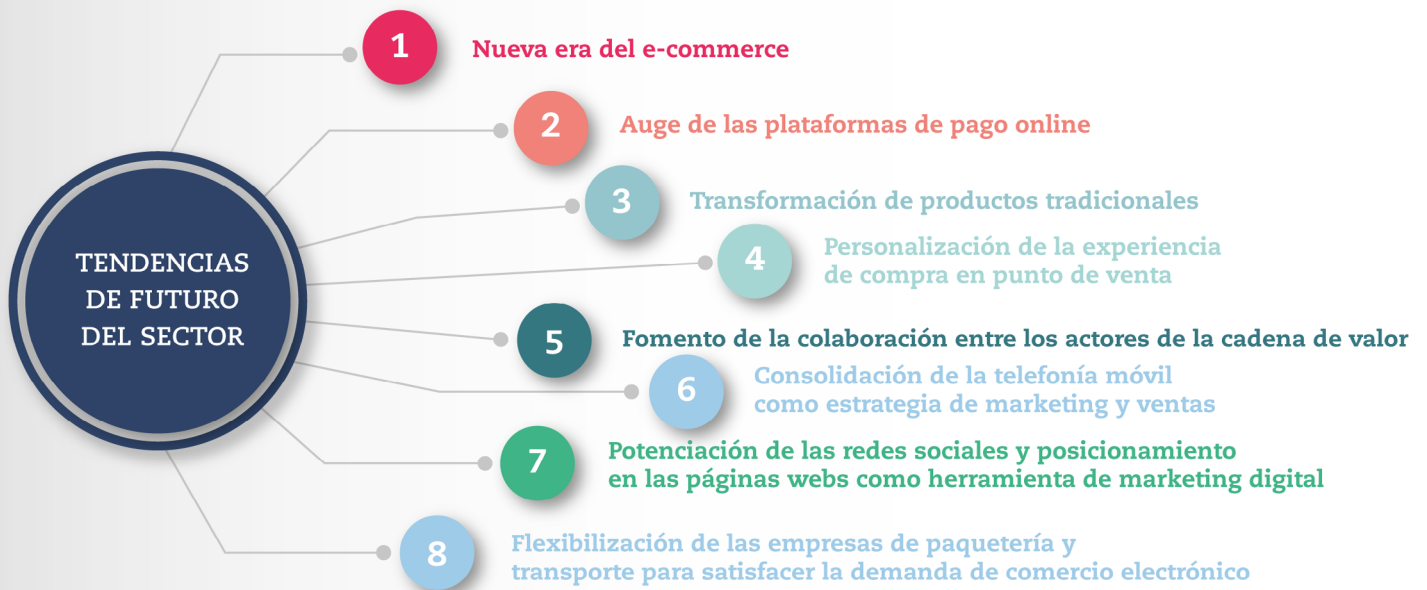 TENDENCIAS
DE FUTURO
DEL SECTOR
1
Nueva era del e-commerce
2
Auge de las plataformas de pago online
3
Transformación de productos tradicionales
4
Personalización de la experiencia
de compra en punto de venta
5
Fomento de la colaboración entre los actores de la cadena de valor
6
Consolidación de la telefonía móvil
como estrategia de marketing y ventas
7
Potenciación de las redes sociales y posicionamiento
en las páginas webs como herramienta de marketing digital
8
Flexibilización de las empresas de paquetería y
transporte para satisfacer la demanda de comercio electrónico